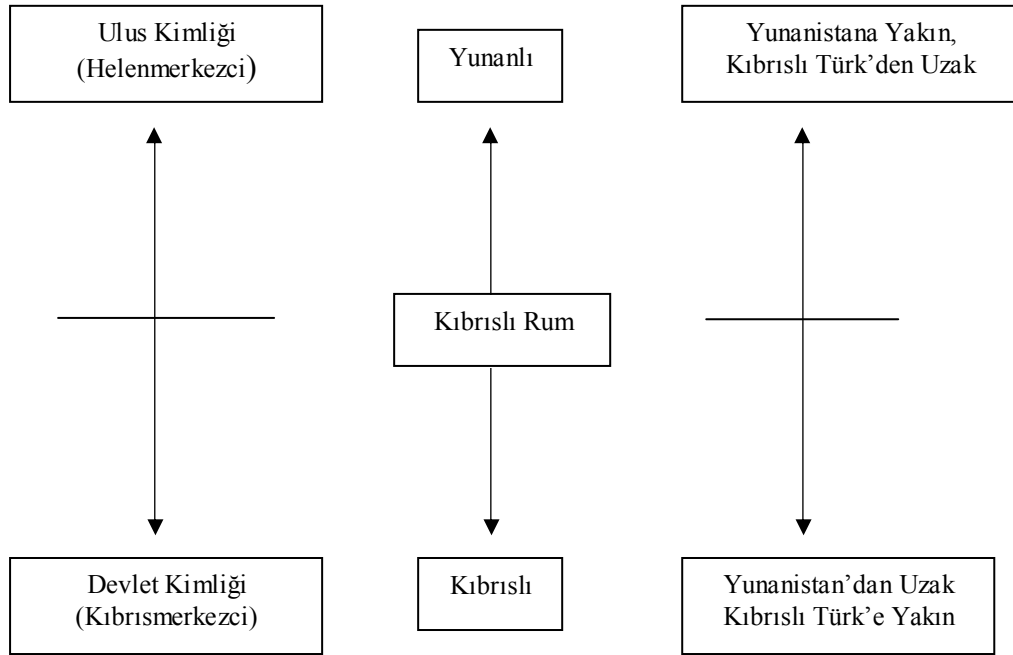 Ulus Kimliği
(Helenmerkezci)
Yunanlı
Yunanistana Yakın,
Kıbrıslı Türk’den Uzak
Kıbrıslı Rum
Devlet Kimliği
(Kıbrısmerkezci)
Kıbrıslı
Yunanistan’dan Uzak
Kıbrıslı Türk’e Yakın